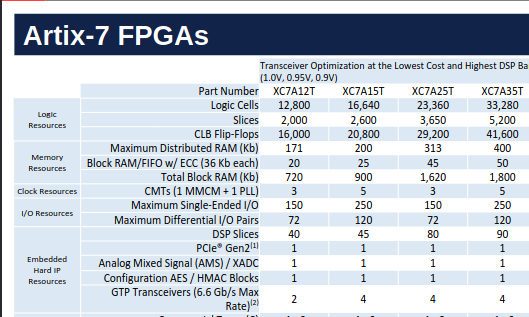 Artix-7 FPGAs
Transceiver Optimization at the Lowest Cost and Highest DSP Ba
(1.0V, 0.95V, 0.9V)
Part Number XC7A12T XC7A15T XC7A25T XC7A35T
Logic Resources
Logic Cells 12,800 16,640 23,360 33,280
Slices 2,000 2,600 3,650 5,200
CLB Flip-Flops 16,000 20,800 29,200 41,600
Memory Resources
Maximum Distributed RAM (Kb) 171 200 313 400
Block RAM/FIFO w/ ECC (36 Kb each) 20 25 45 50
Total Block RAM (Kb) 720 900 1,620 1,800
Clock Resources CMTs (1 MMCM + 1 PLL) 3 5 3 5
I/O Resources
Maximum Single-Ended I/O 150 250 150 250
Maximum Differential I/O Pairs 72 120 72 120
Embedded Hard IP Resources
DSP Slices 40 45 80 90
PCIe® Gen2(1) 1 1 1 1
Analog Mixed Signal (AMS) / XADC 1 1 1 1
Configuration AES / HMAC Blocks 1 1 1 1
GTP Transceivers (6.6 Gb/s Max Rate)(2) 2 4 4 4